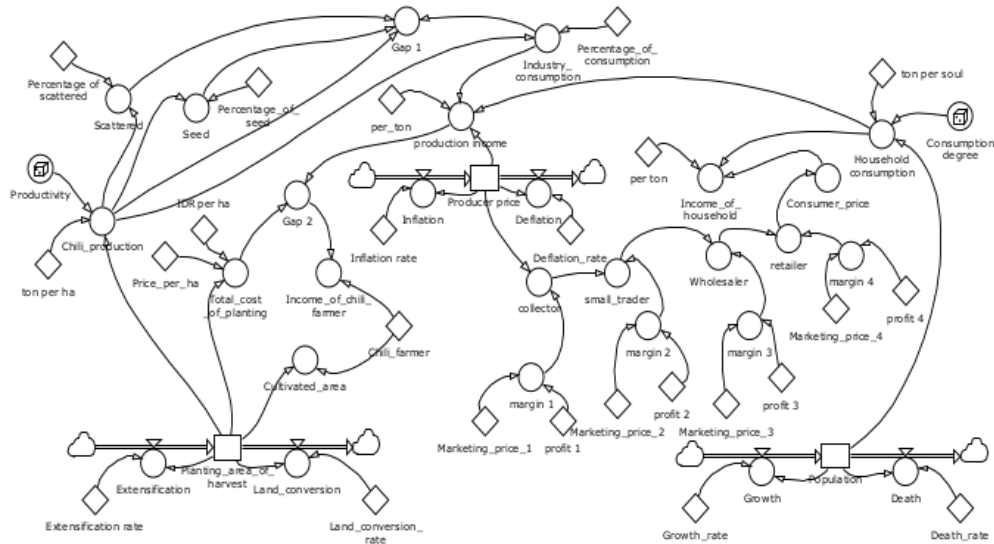 Gap 1
Percentage_of_
consumption
Industry_
consumption
Percentage of
scattered
Scattered
Seed
Percentage_of_
seed
ton per soul
per_ton
production income
Consumption
degree
Household
consumption
Productivity
per ton
Income_of_
household
Consumer_price
Producer price
Inflation
Deflation
Gap 2
IDR per ha
Chili_production
Inflation rate
Deflation_rate
ton per ha
Price_per_ha
Total_cost
_of_planting
Income_of_chili_
farmer
collector
small_trader
Wholesaler
retailer
margin 4
profit 4
Marketing_price_4
Chili_farmer
Cultivated_area
margin 2
margin 3
margin 1
profit 2
profit 3
Marketing_price_1
profit 1
Marketing_price_2
Marketing_price_3
Planting_area_of_
harvest
Extensification
Land_conversion
Population
Growth
Death
Extensification rate
Land_conversion_
rate
Growth_rate
Death_rate